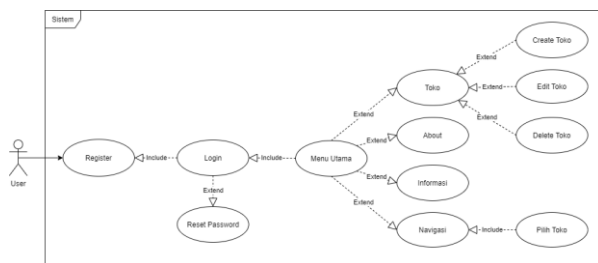 Sistem
Create Toko
Extend
Toko
Extend
Edit Toko
Extend
Extend
Delete Toko
About
Extend
User
Register
Include
Login
Include
Menu Utama
Extend
Informasi
Extend
Reset Password
Extend
Navigasi
Include
Pilih Toko